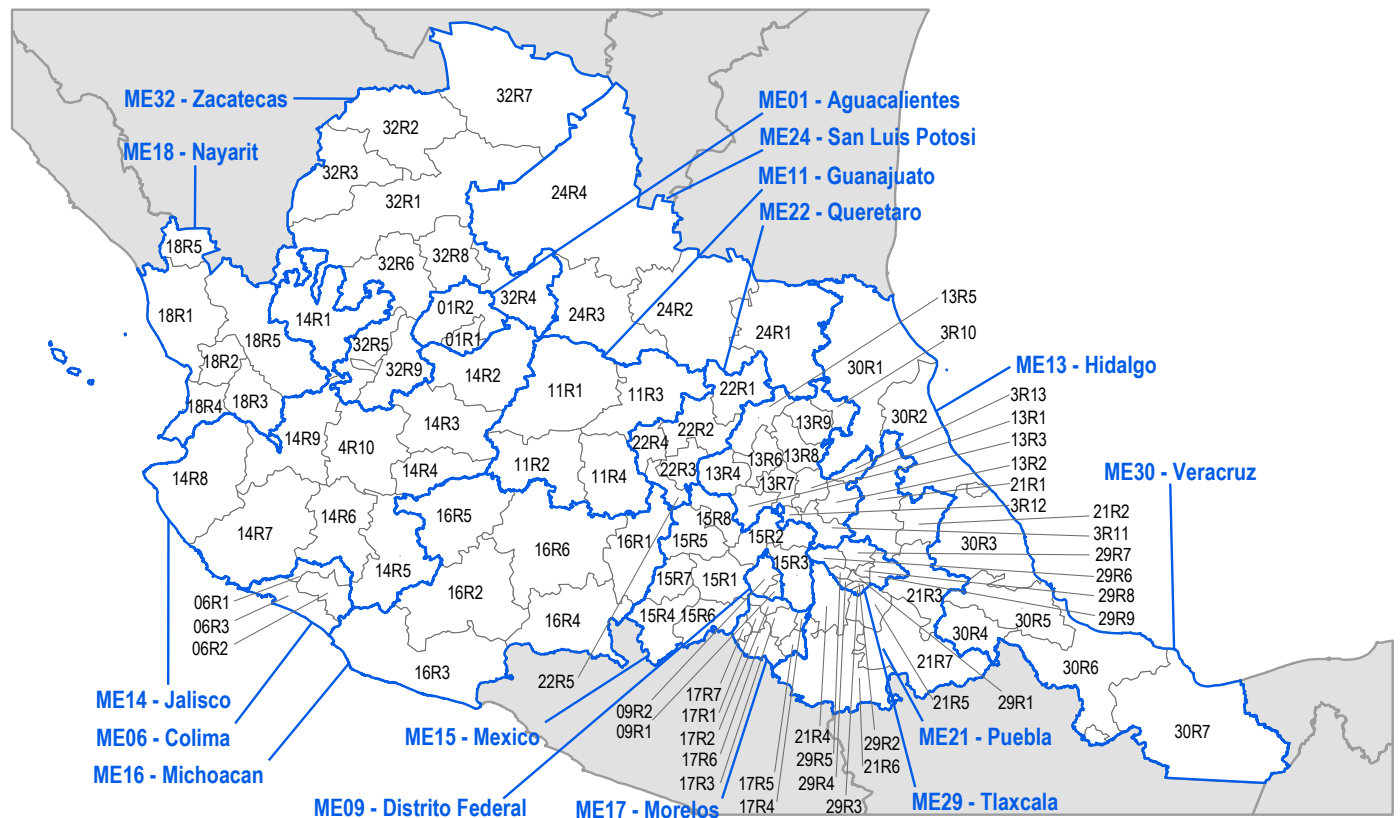 32R7
ME32 - Zacatecas
ME01 - Aguacalientes
32R2
ME24 - San Luis Potosi
ME18 - Nayarit
32R3
ME11 - Guanajuato
24R4
32R1
ME22 - Queretaro
18R5
32R8
32R6
32R4
13R5
01R2
18R1
14R1
24R3
24R2
24R1
3R10
01R1
18R5
32R5
18R2
32R9
14R2
30R1
ME13 - Hidalgo
11R1
11R3
22R1
3R13
18R4
18R3
30R2
13R1
14R3
22R2
13R9
14R9
4R10
22R4
13R6
13R8
13R3
11R2
11R4
22R3
13R4
13R2
14R4
14R8
13R7
21R1
ME30 - Veracruz
3R12
16R5
15R8
21R2
14R6
14R7
16R6
16R1
15R5
15R2
3R11
30R3
29R7
15R3
14R5
15R7
15R1
29R6
16R2
29R8
06R1
15R4
15R6
21R3
29R9
06R3
16R4
30R5
06R2
30R4
16R3
21R7
30R6
22R5
17R7
ME14 - Jalisco
09R2
17R1
21R5
29R1
09R1
17R2
21R4
29R2
ME06 - Colima
ME15 - Mexico
ME21 - Puebla
30R7
17R6
29R5
21R6
ME16 - Michoacan
17R3
17R5
29R4
ME09 - Distrito Federal
ME17 - Morelos
17R4
29R3
ME29 - Tlaxcala